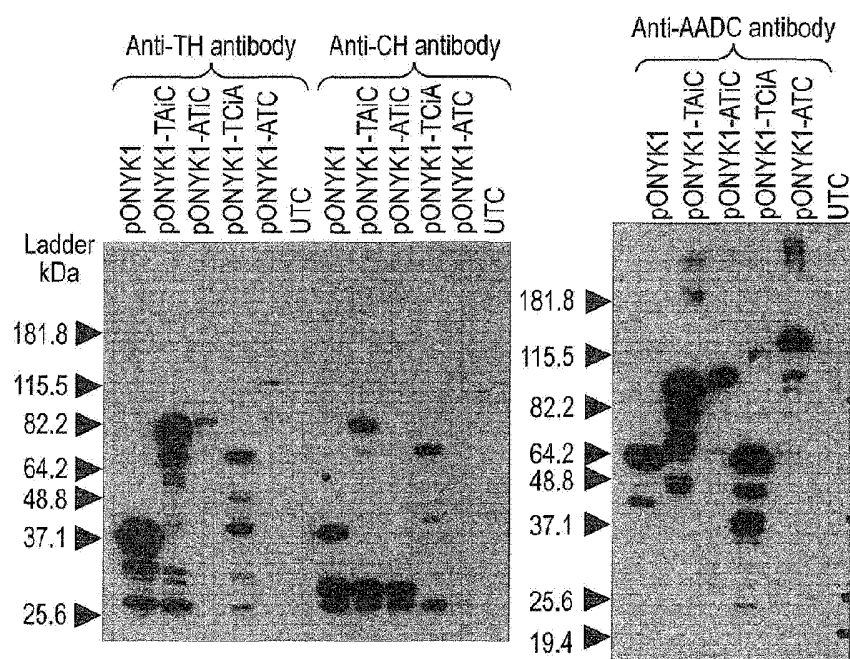 Anti-TH antibody
Anti-CH antibody
Anti-AADC antibody
pONYK1
pONYK1-TAiC
pONYK1-ATiC
pONYK1-TCiA
pONYK1-ATC
UTC
pONYK1
pONYK1-TAiC
pONYK1-ATiC
pONYK1-TCiA
pONYK1-ATC
UTC
pONYK1
pONYK1-TAiC
pONYK1-ATiC
pONYK1-TCiA
pONYK1-ATC
UTC
Ladder
kDa
181.8
115.5
82.2
64.2
48.8
37.1
25.6
181.8
115.5
82.2
64.2
48.8
37.1
25.6
19.4